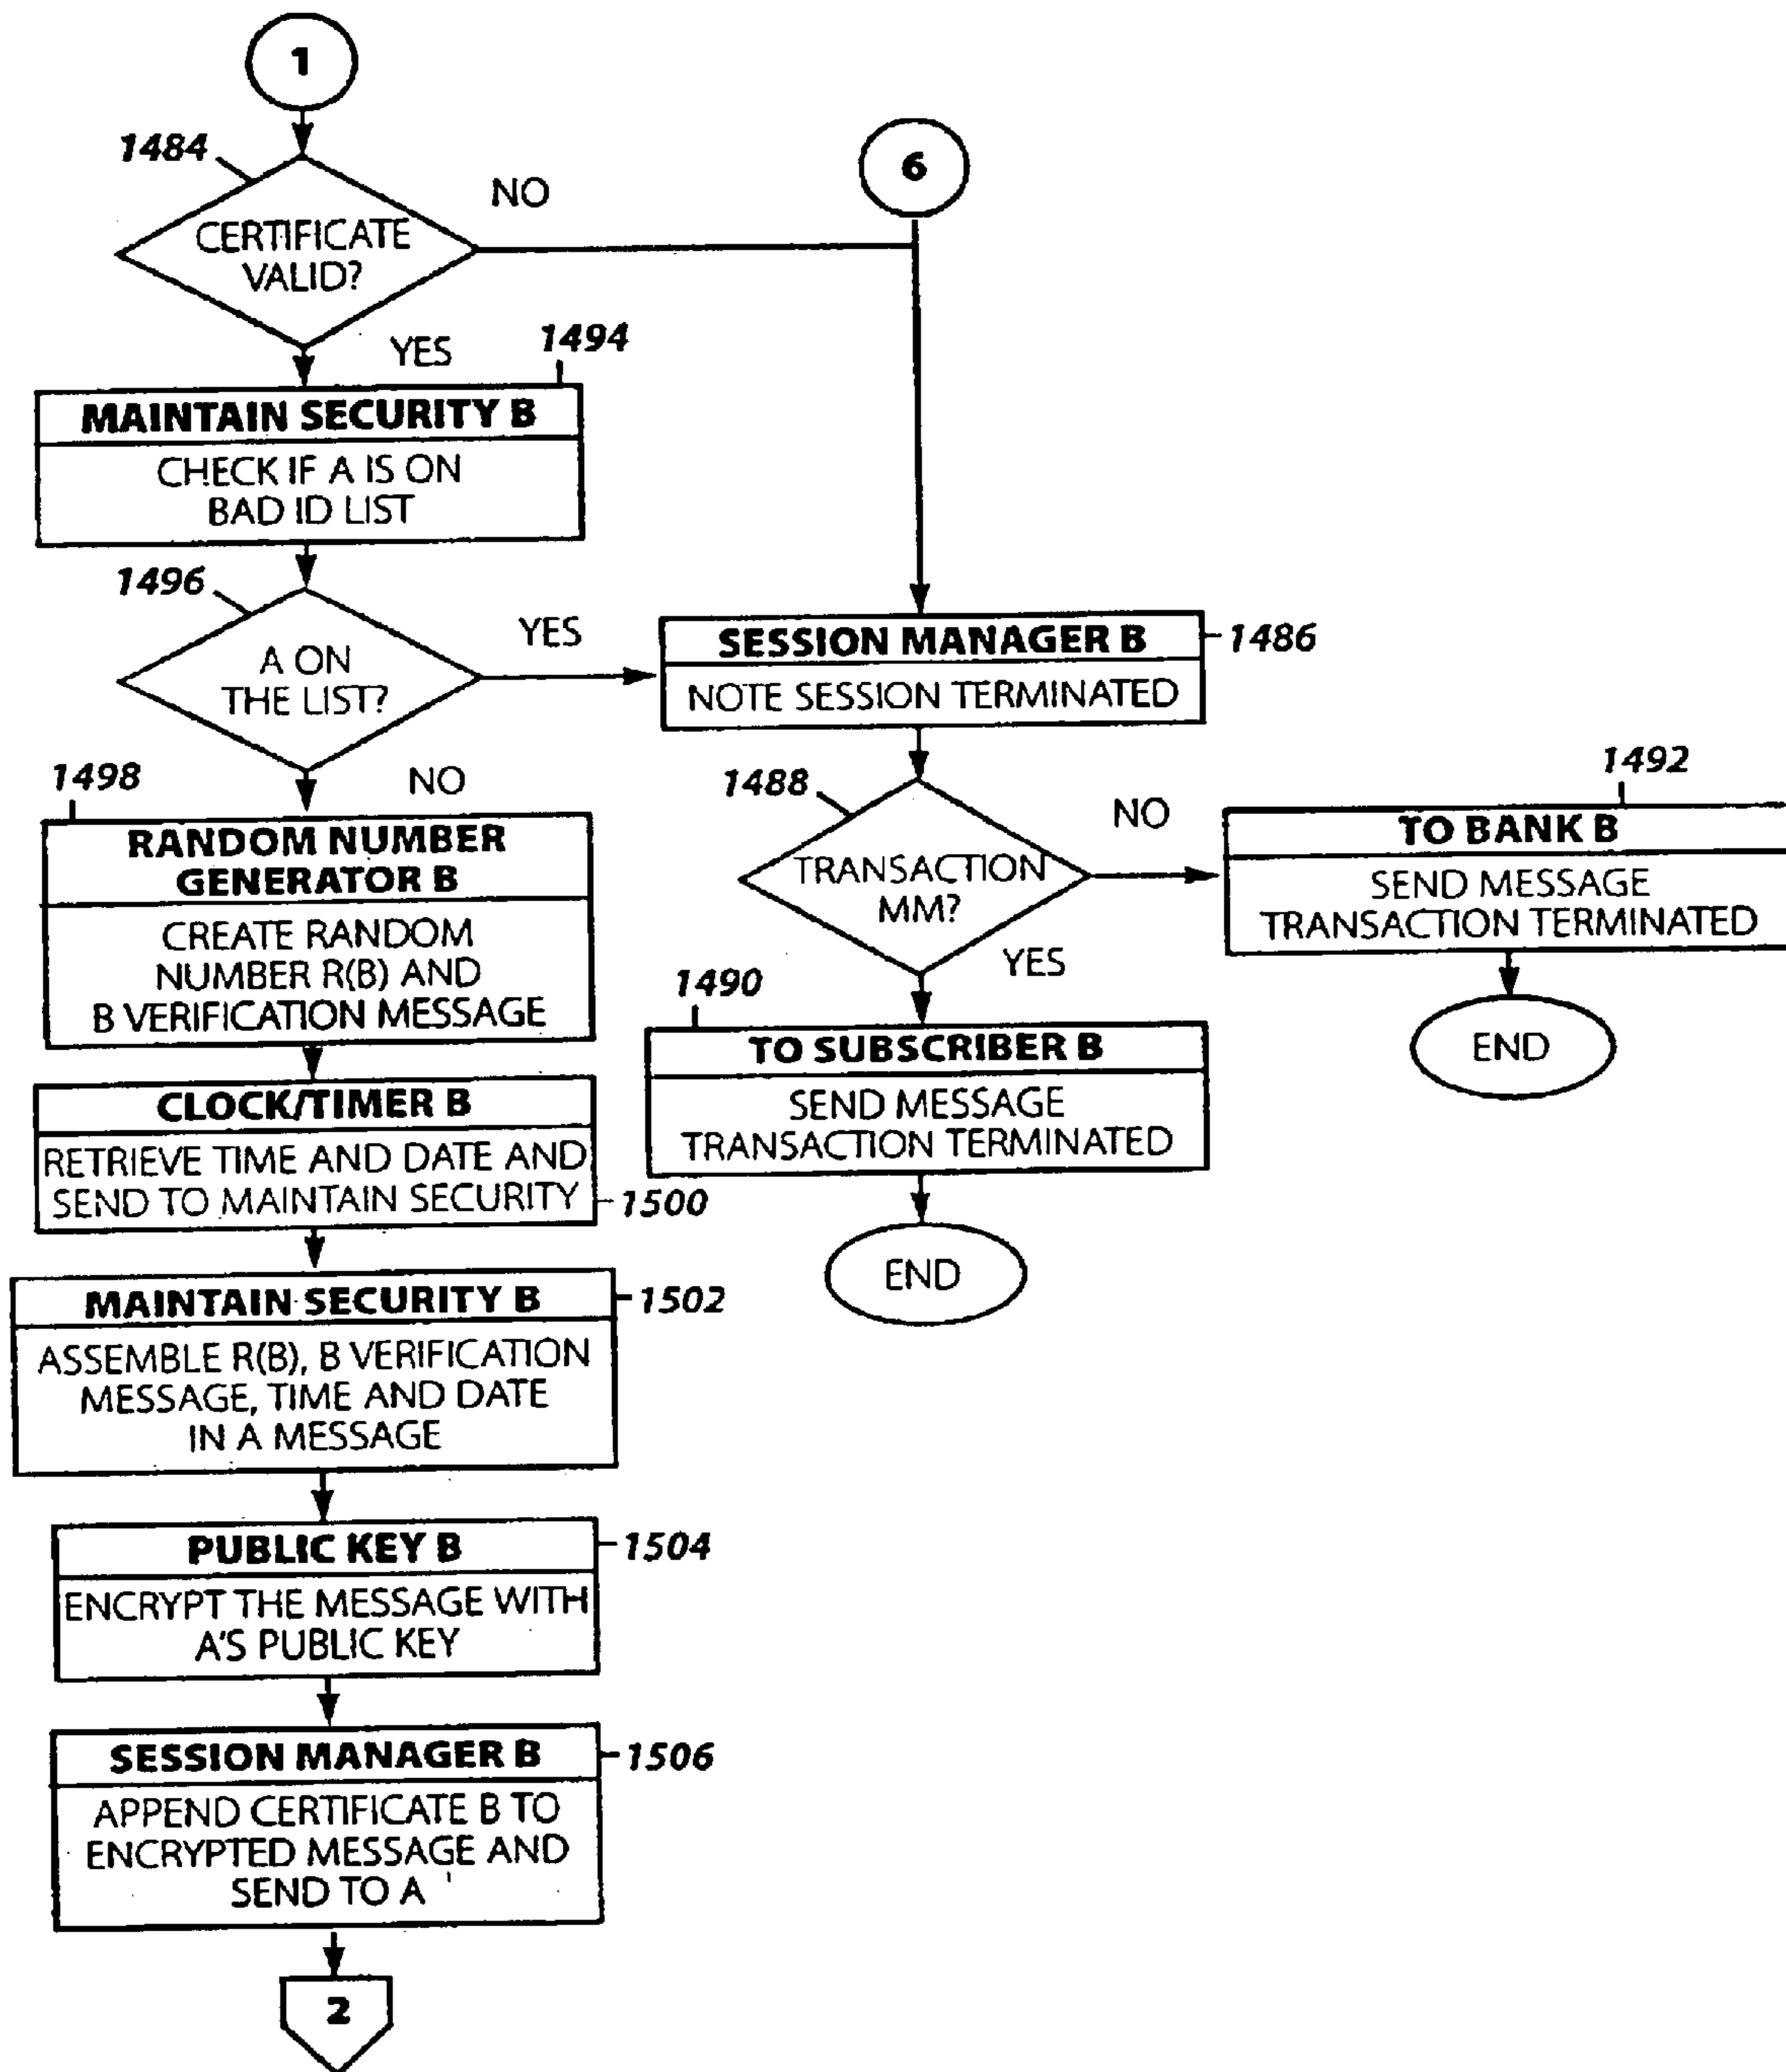 1
1484
NO
CERTIFICATE
VALID?
6
YES
1494
MAINTAIN SECURITY B
CHECK IF A IS ON
BAD ID LIST
1496
YES
A ON
THE LIST?
SESSION MANAGER B
1486
NOTE SESSION TERMINATED
1498
NO
RANDOM NUMBER
GENERATOR B
CREATE RANDOM
NUMBER R(B) AND
B VERIFICATION MESSAGE
1488
NO
TRANSACTION
MM?
YES
1492
TO BANK B
SEND MESSAGE
TRANSACTION TERMINATED
END
1490
TO SUBSCRIBER B
SEND MESSAGE
TRANSACTION TERMINATED
END
CLOCK/TIMER B
RETRIEVE TIME AND DATE AND
SEND TO MAINTAIN SECURITY
1500
MAINTAIN SECURITY B
1502
ASSEMBLE R(B), B VERIFICATION
MESSAGE, TIME AND DATE
IN A MESSAGE
PUBLIC KEY B
1504
ENCRYPT THE MESSAGE WITH
A'S PUBLIC KEY
SESSION MANAGER B
1506
APPEND CERTIFICATE B TO
ENCRYPTED MESSAGE AND
SEND TO A
2